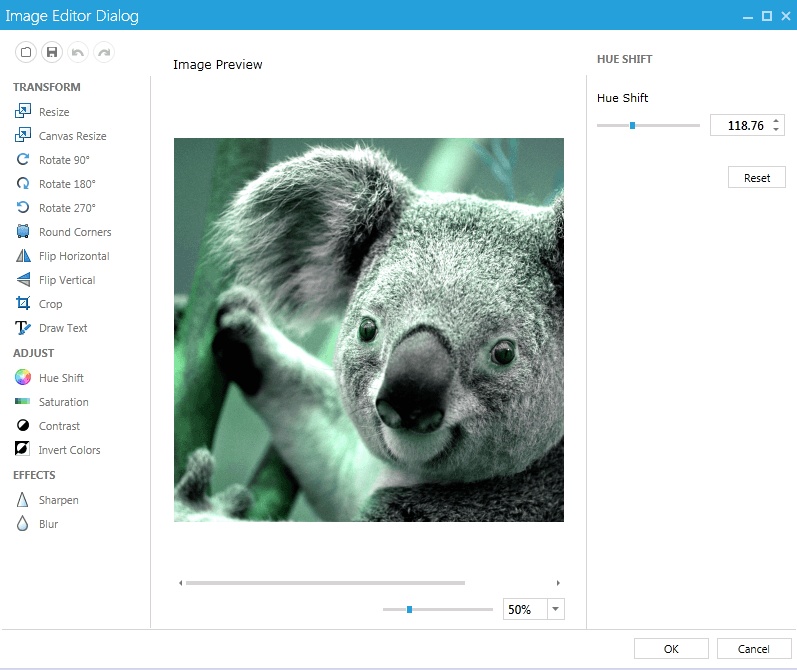 Image Editor Dialog
Image Preview
HUE SHIFT
TRANSFORM
Resize
Canvas Resize
Rotate 90°
Rotate 180°
Rotate 270°
Round Corners
Flip Horizontal
Flip Vertical
Crop
Draw Text
ADJUST
Hue Shift
Saturation
Contrast
Invert Colors
EFFECTS
Sharpen
Blur
Hue Shift
118.76
Reset
50%
OK
Cancel